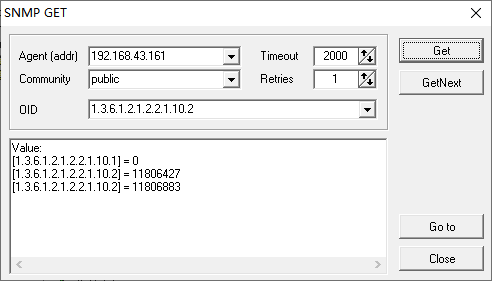 SNMP GET
Agent (addr) 192.168.43.161 Timeout 2000 Get
Community public Retries 1 GetNext
OID 1.3.6.1.2.1.2.2.1.10.2
Value:
[1.3.6.1.2.1.2.2.1.10.1] = 0
[1.3.6.1.2.1.2.2.1.10.2] = 11806427
[1.3.6.1.2.1.2.2.1.10.2] = 11806883
Go to
Close